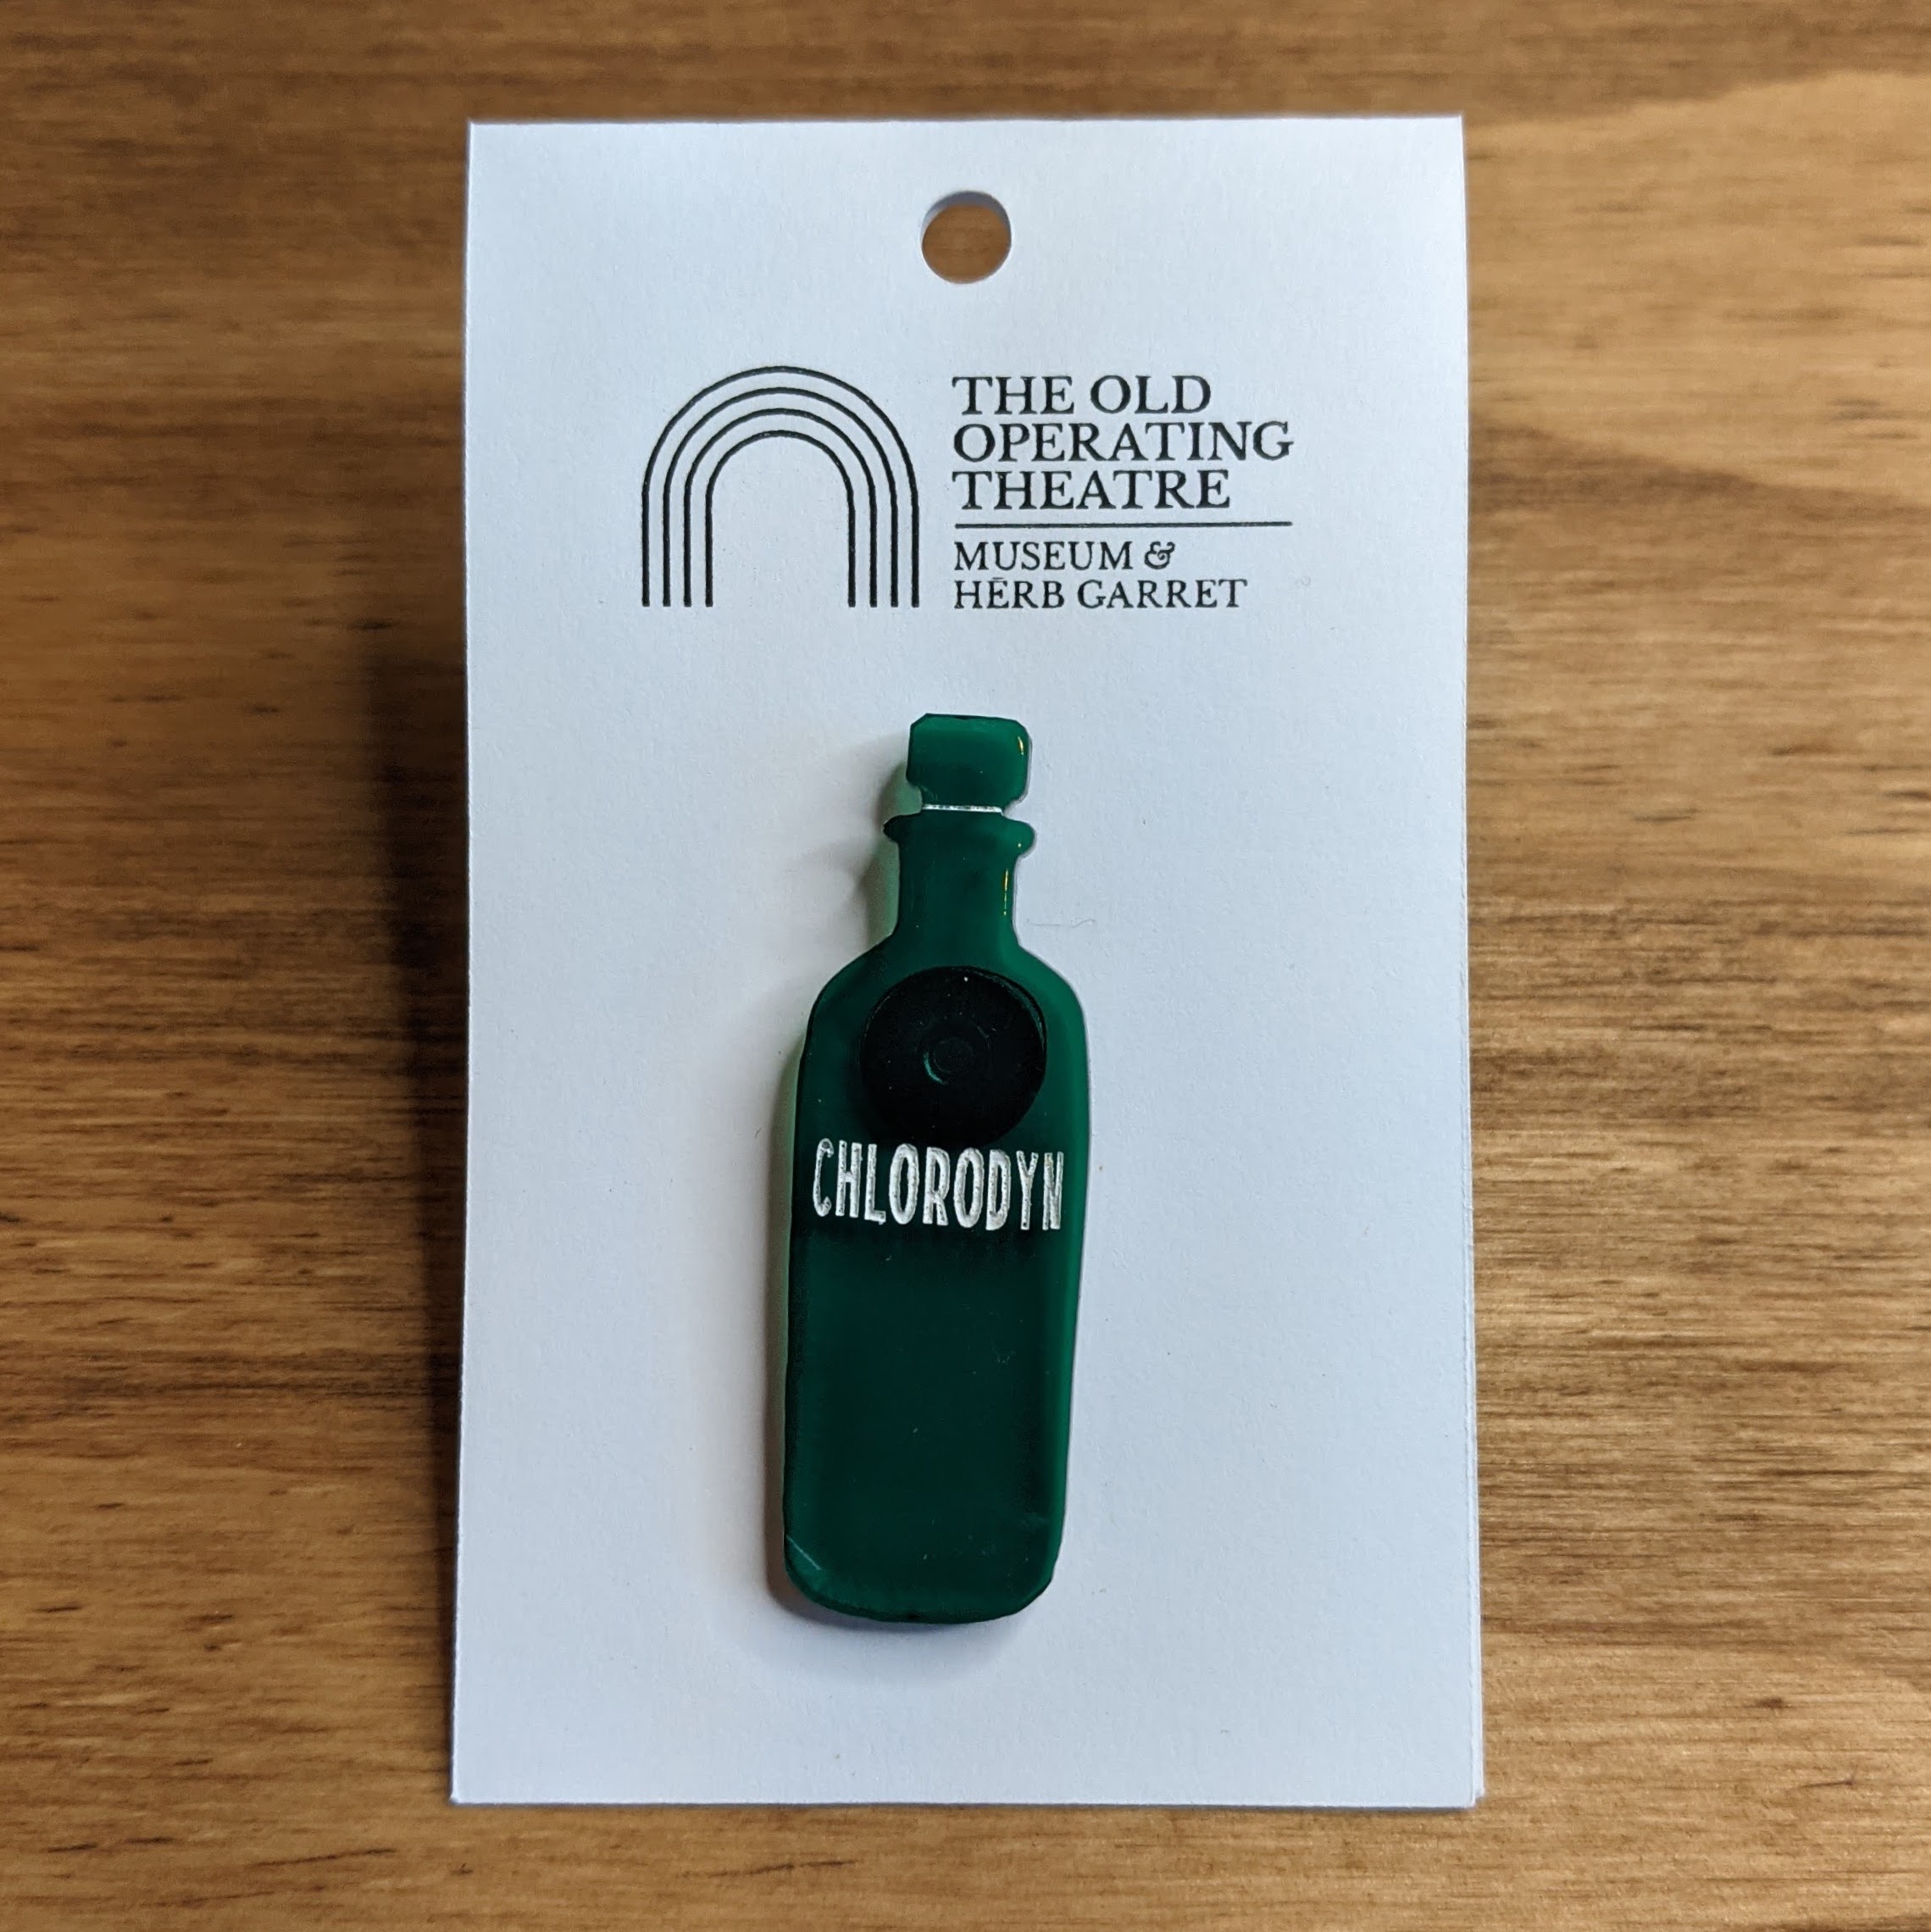 THE OLD
OPERATING
THEATRE
MUSEUM &
HERB GARRET
CHLORODYN